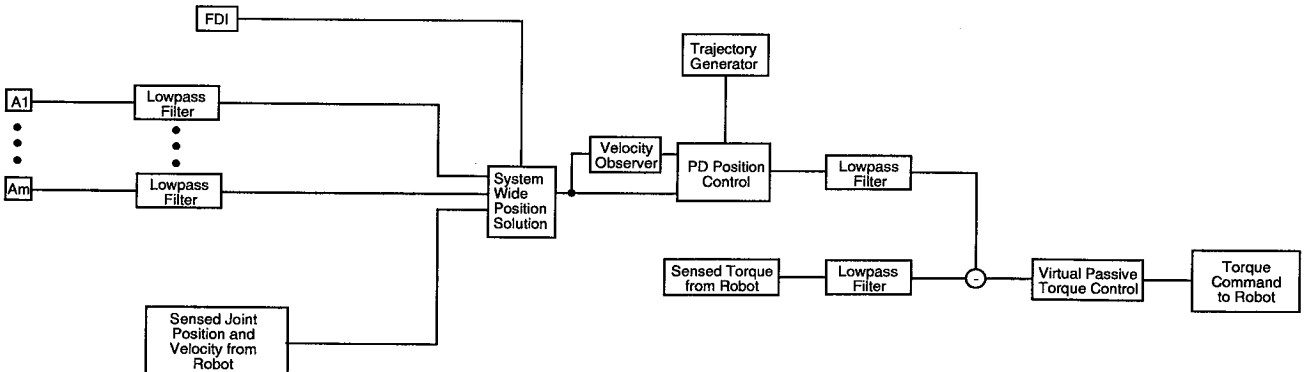 FDI
Trajectory
Generator
A1
Lowpass
Filter
Velocity
Observer
PD Position
Control
Lowpass
Filter
Am
Lowpass
Filter
System
Wide
Position
Solution
Sensed Torque
from Robot
Lowpass
Filter
-
Virtual Passive
Torque Control
Torque
Command
to Robot
Sensed Joint
Position and
Velocity from
Robot